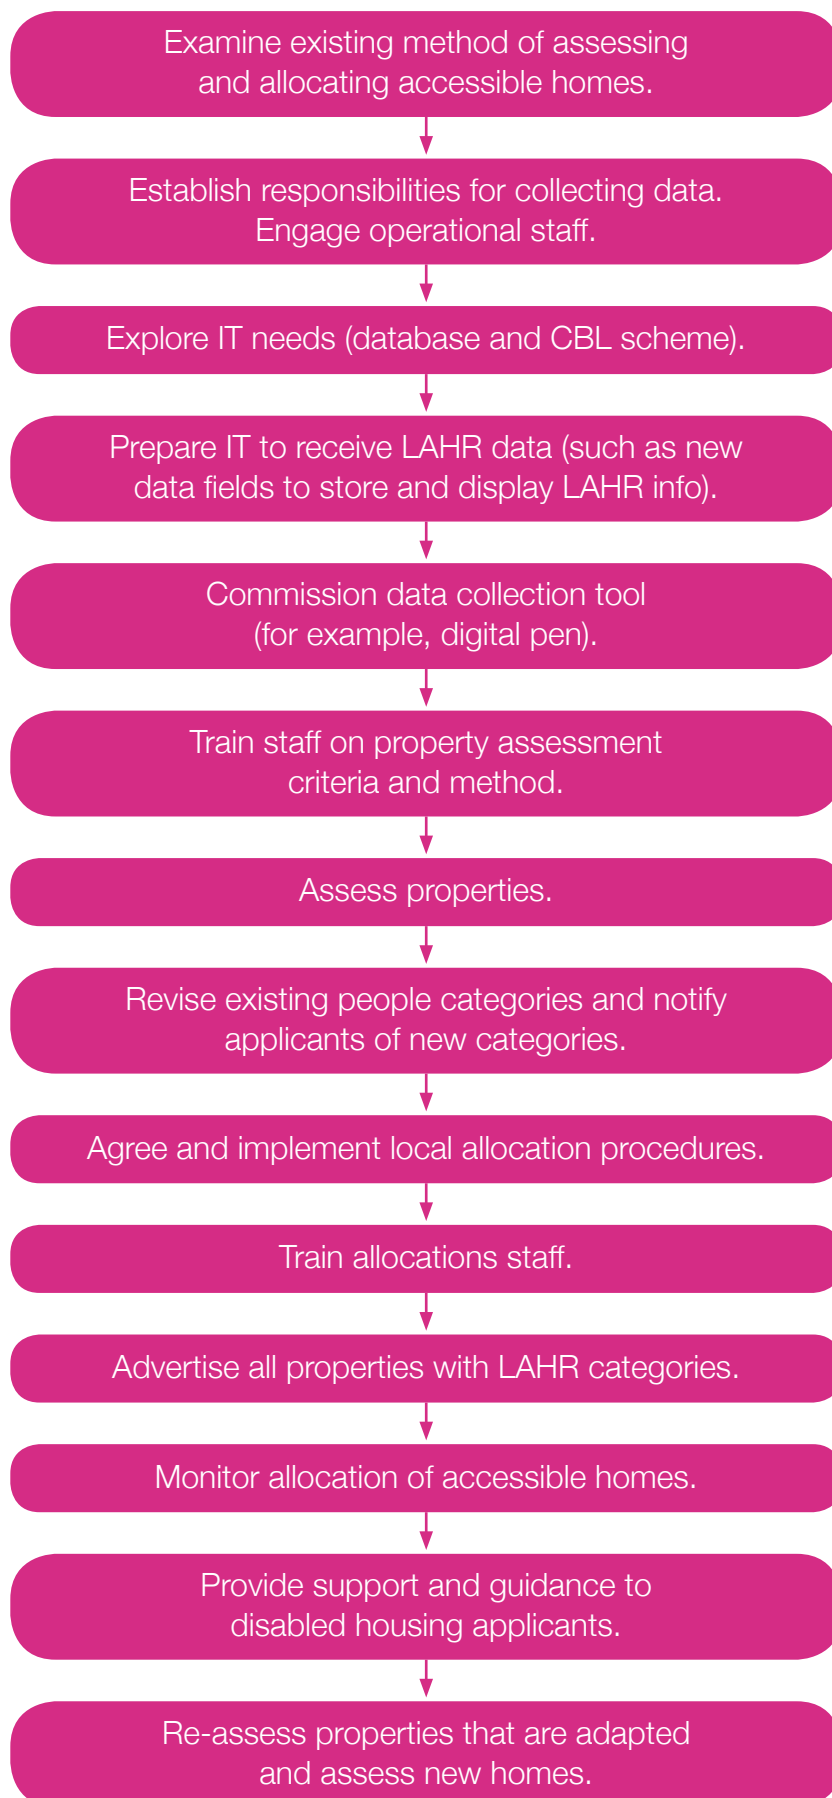 Examine existing method of assessing
and allocating accessible homes.
Establish responsibilities for collecting data.
Engage operational staff.
Explore IT needs (database and CBL scheme).
Prepare IT to receive LAHR data (such as new
data fields to store and display LAHR info).
Commission data collection tool
(for example, digital pen).
Train staff on property assessment
criteria and method.
Assess properties.
Revise existing people categories and notify
applicants of new categories.
Agree and implement local allocation procedures.
Train allocations staff.
Advertise all properties with LAHR categories.
Monitor allocation of accessible homes.
Provide support and guidance to
disabled housing applicants.
Re-assess properties that are adapted
and assess new homes.